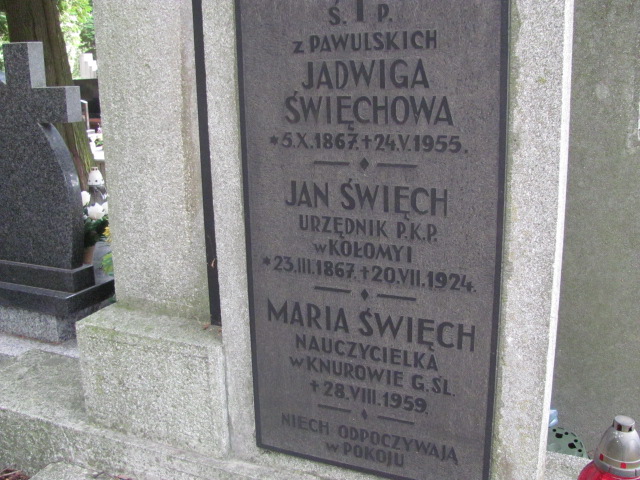 Ś. † P.
Z PAWULSKICH
JADWIGA
ŚWIĘCHOWA
*5.X.1867.+24.V.1955.
JAN ŚWIĘCH
URZĘDNIK P.K.P.
W KOŁOMYI
*23.III.1867.+20.VII.1924.
MARIA ŚWIĘCH
NAUCZYCIELKA
W KNUROWIE G.ŚL.
+28.VIII.1959.
NIECH ODPOCZYWAJĄ
W POKOJU